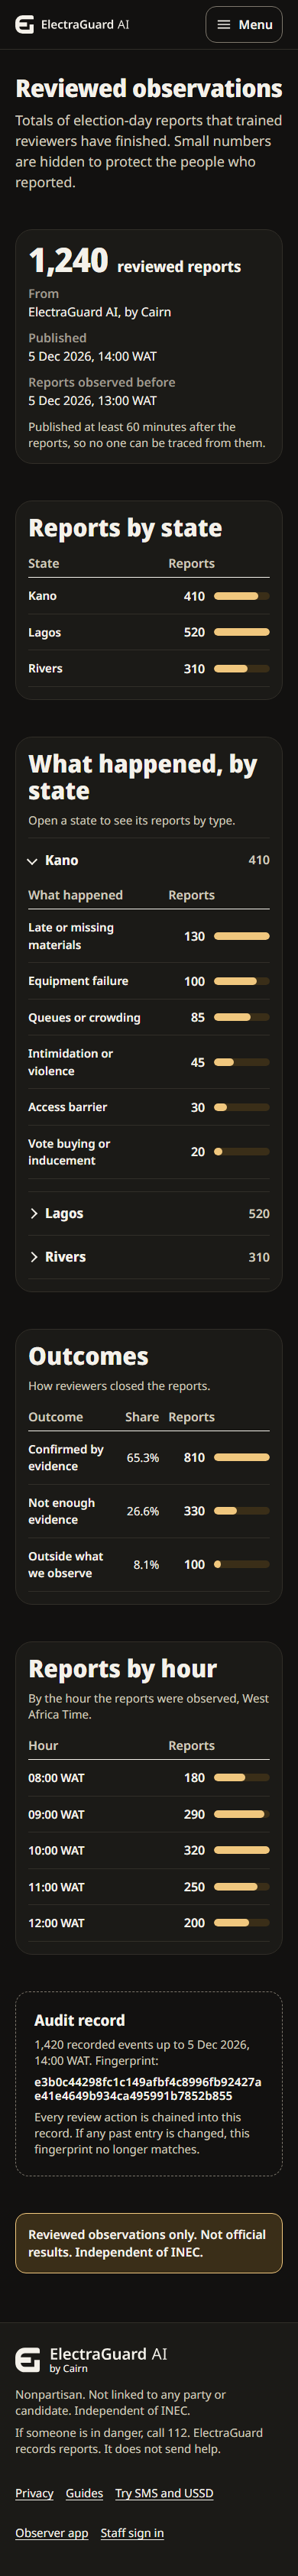 ElectraGuard AI
Menu
Reviewed observations
Totals of election-day reports that trained
reviewers have finished. Small numbers
are hidden to protect the people who
reported.
1,240 reviewed reports
From
ElectraGuard AI, by Cairn
Published
5 Dec 2026, 14:00 WAT
Reports observed before
5 Dec 2026, 13:00 WAT
Published at least 60 minutes after the
reports, so no one can be traced from them.
Reports by state
State Reports
Kano 410
Lagos 520
Rivers 310
What happened, by
state
Open a state to see its reports by type.
Kano 410
What happened Reports
Late or missing
materials 130
Equipment failure 100
Queues or crowding 85
Intimidation or
violence 45
Access barrier 30
Vote buying or
inducement 20
Lagos 520
Rivers 310
Outcomes
How reviewers closed the reports.
Outcome Share Reports
Confirmed by
evidence 65.3% 810
Not enough
evidence 26.6% 330
Outside what
we observe 8.1% 100
Reports by hour
By the hour the reports were observed, West
Africa Time.
Hour Reports
08:00 WAT 180
09:00 WAT 290
10:00 WAT 320
11:00 WAT 250
12:00 WAT 200
Audit record
1,420 recorded events up to 5 Dec 2026,
14:00 WAT. Fingerprint:
e3b0c44298fc1c149afbf4c8996fb92427a
e41e4649b934ca495991b7852b855
Every review action is chained into this
record. If any past entry is changed, this
fingerprint no longer matches.
Reviewed observations only. Not official
results. Independent of INEC.
ElectraGuard AI
by Cairn
Nonpartisan. Not linked to any party or
candidate. Independent of INEC.
If someone is in danger, call 112. ElectraGuard
records reports. It does not send help.
Privacy Guides Try SMS and USSD
Observer app Staff sign in